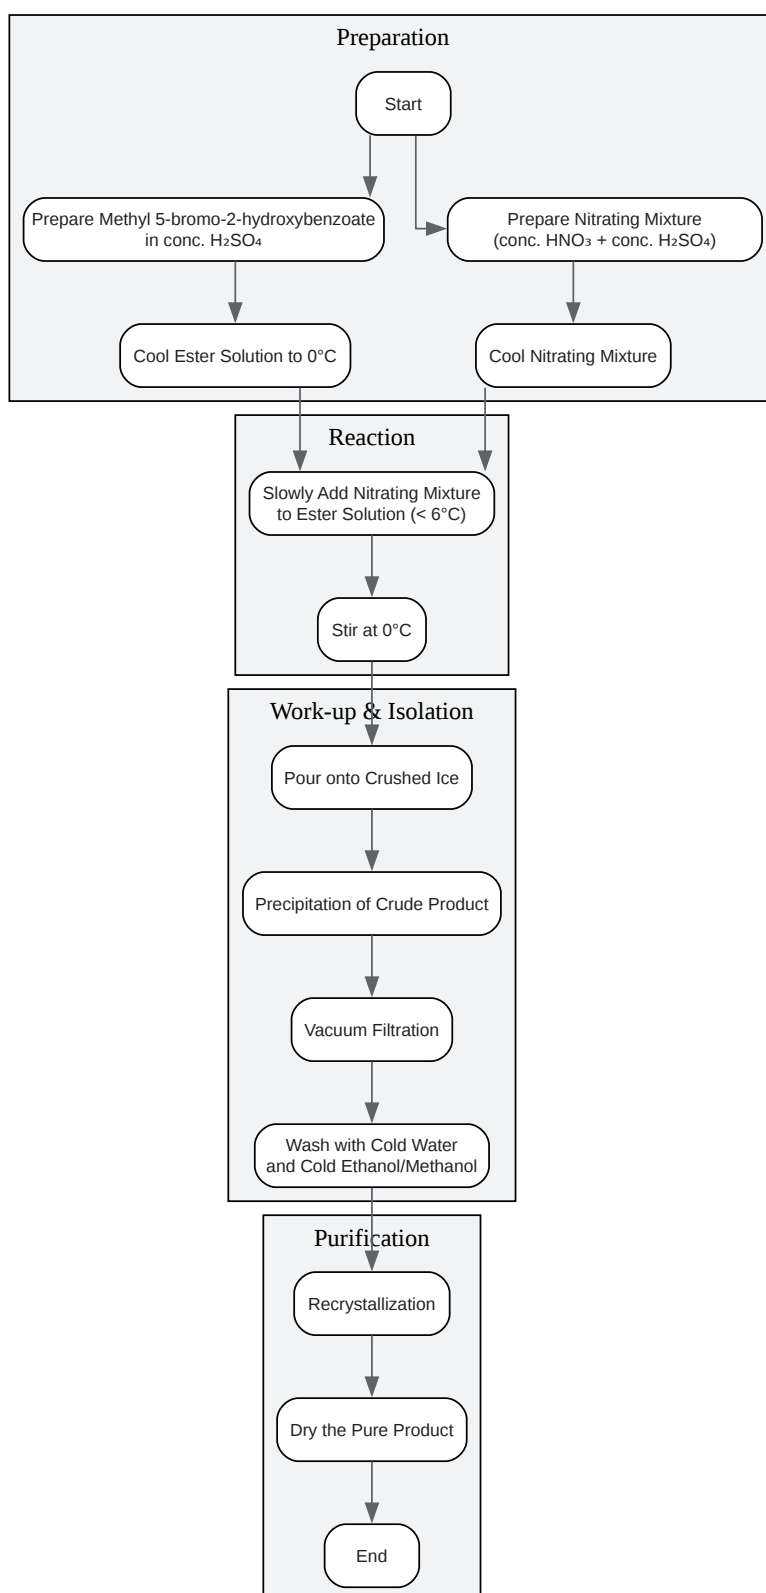 Preparation
Start
Prepare Methyl 5-bromo-2-hydroxybenzoate
in conc. H₂SO₄
Prepare Nitrating Mixture
(conc. HNO₃ + conc. H₂SO₄)
Cool Ester Solution to 0°C
Cool Nitrating Mixture
Reaction
Slowly Add Nitrating Mixture
to Ester Solution (< 6°C)
Stir at 0°C
Work-up & Isolation
Pour onto Crushed Ice
Precipitation of Crude Product
Vacuum Filtration
Wash with Cold Water
and Cold Ethanol/Methanol
Purification
Recrystallization
Dry the Pure Product
End